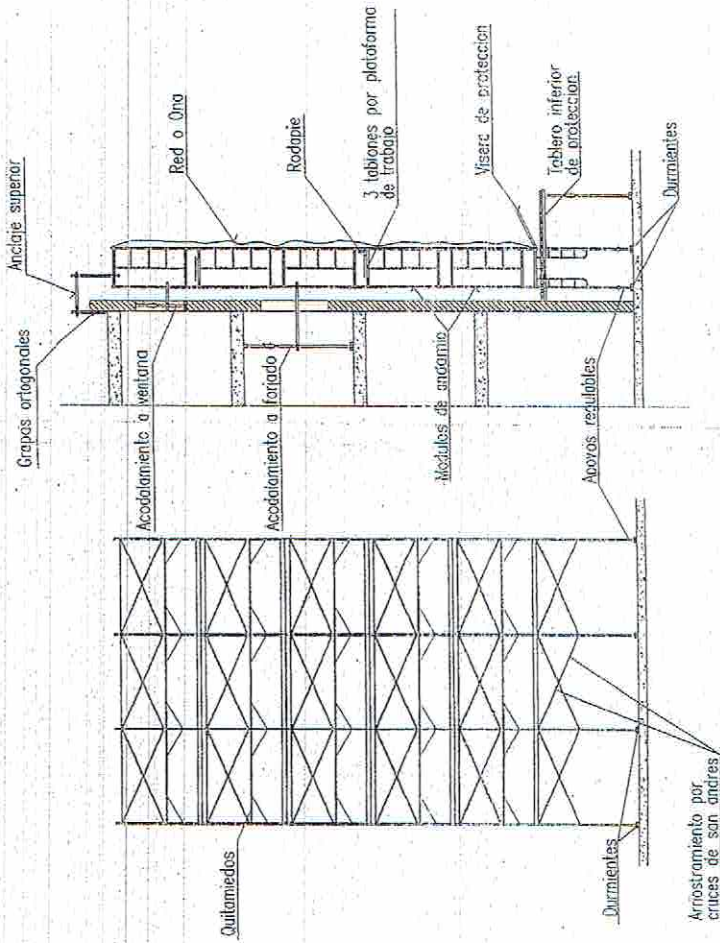 Anclaje superior
Grapas ortogonales
Red o Ona
Acodalamiento a ventana
Rodapie
3 tablones por plataforma
de trabajo
Acodalamiento a forjado
Visera de proteccion
Modulos de andamio
Tablero inferior
de proteccion
Apoyos regulables
Durmientes
Quitamiedos
Durmientes
Arriostramiento por
cruces de san andres